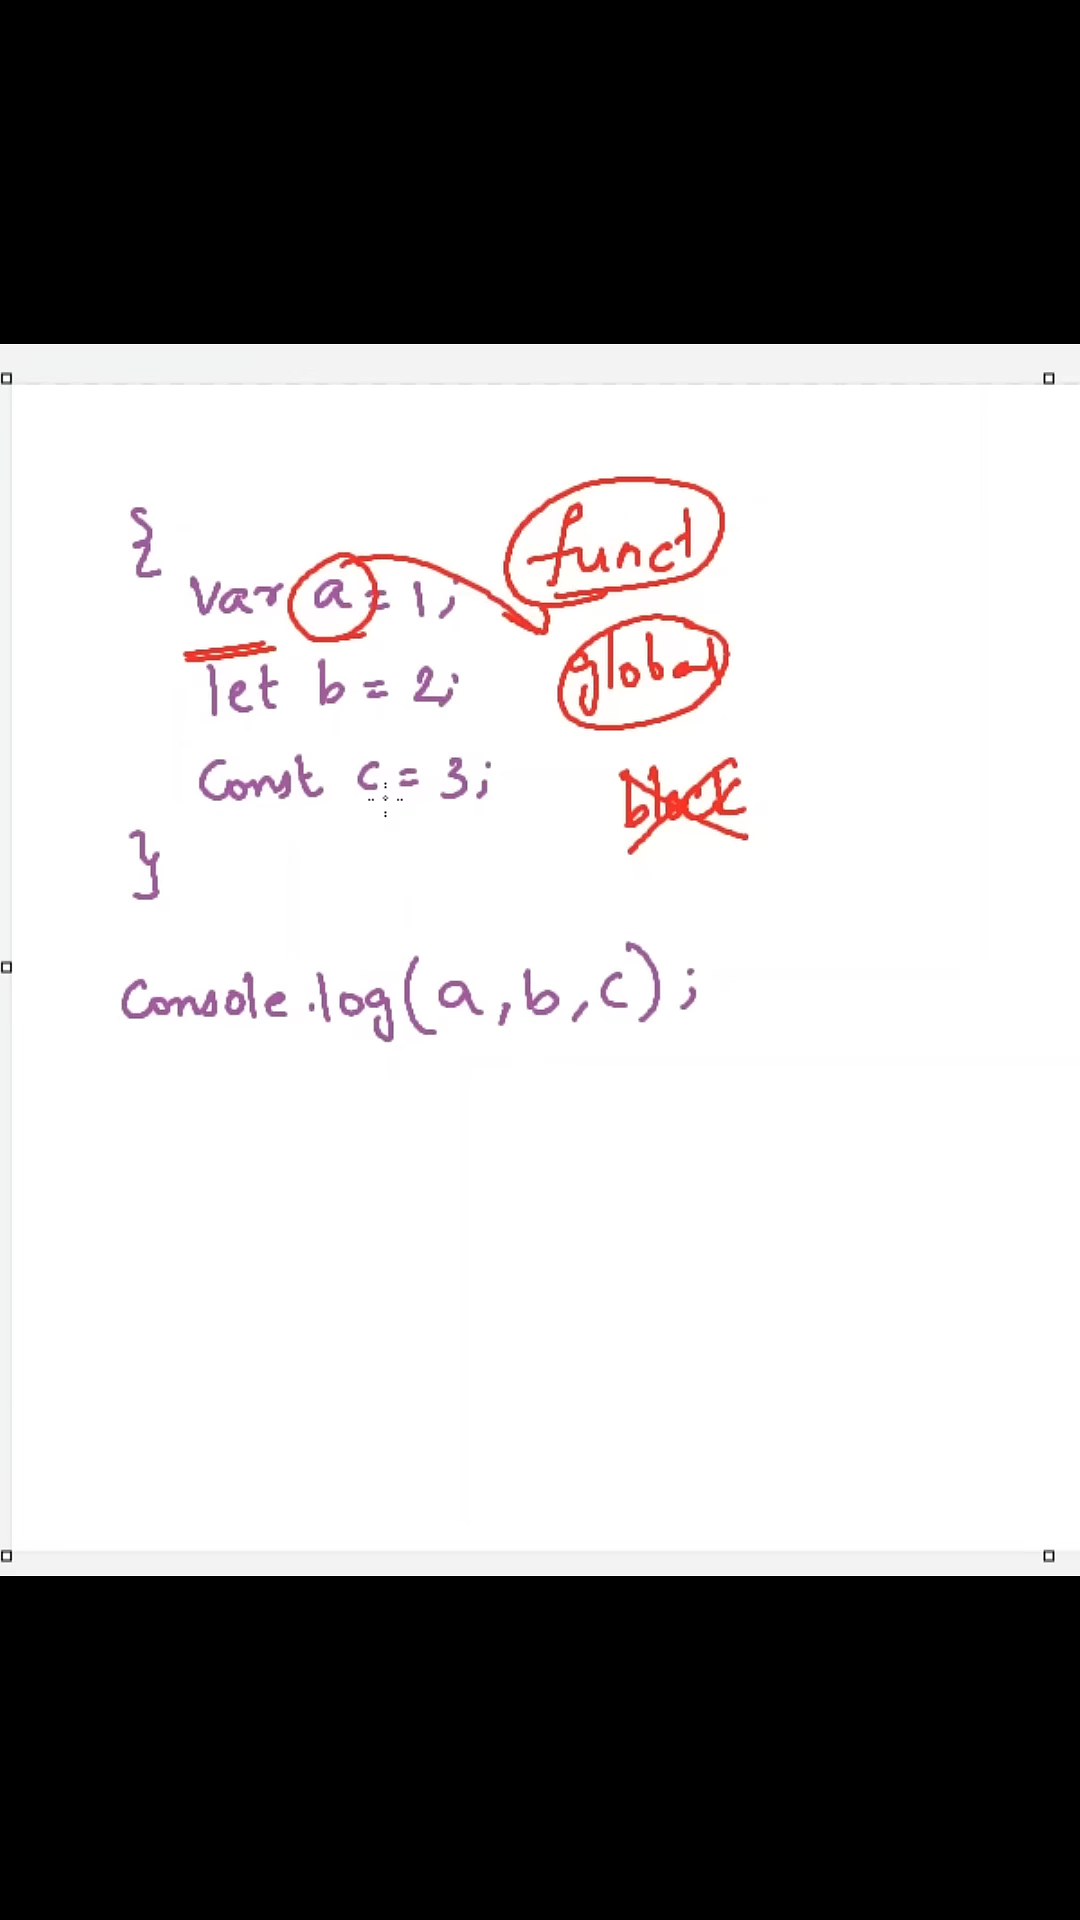 {
var a = 1;
let b = 2;
Const c = 3;
}
Console.log(a,b,c);
funct
global
block